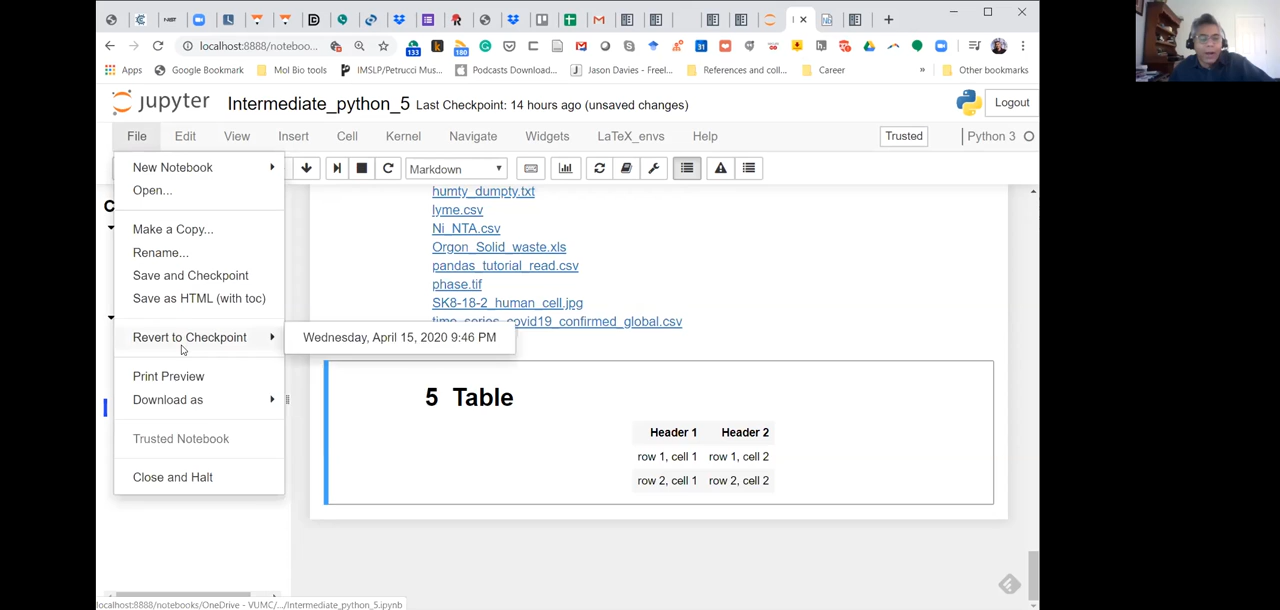 localhost:8888/noteboo...
133
180
31
Apps
Google Bookmark
Mol Bio tools
IMSLP/Petrucci Mus...
Podcasts Download...
Jason Davies - Freel...
References and coll...
Career
»
Other bookmarks
jupyter Intermediate_python_5 Last Checkpoint: 14 hours ago (unsaved changes)
Logout
File Edit View Insert Cell Kernel Navigate Widgets LaTeX_envs Help
Trusted
Python 3
Markdown
New Notebook
Open...
Make a Copy...
Rename...
Save and Checkpoint
Save as HTML (with toc)
Revert to Checkpoint
Wednesday, April 15, 2020 9:46 PM
Print Preview
Download as
Trusted Notebook
Close and Halt
humty_dumpty.txt
lyme.csv
Ni_NTA.csv
Orgon_Solid_waste.xls
pandas_tutorial_read.csv
phase.tif
SK8-18-2_human_cell.jpg
time_series_covid19_confirmed_global.csv
5 Table
Header 1 Header 2
row 1, cell 1 row 1, cell 2
row 2, cell 1 row 2, cell 2
localhost:8888/notebooks/OneDrive - VUMC/.../Intermediate_python_5.ipynb